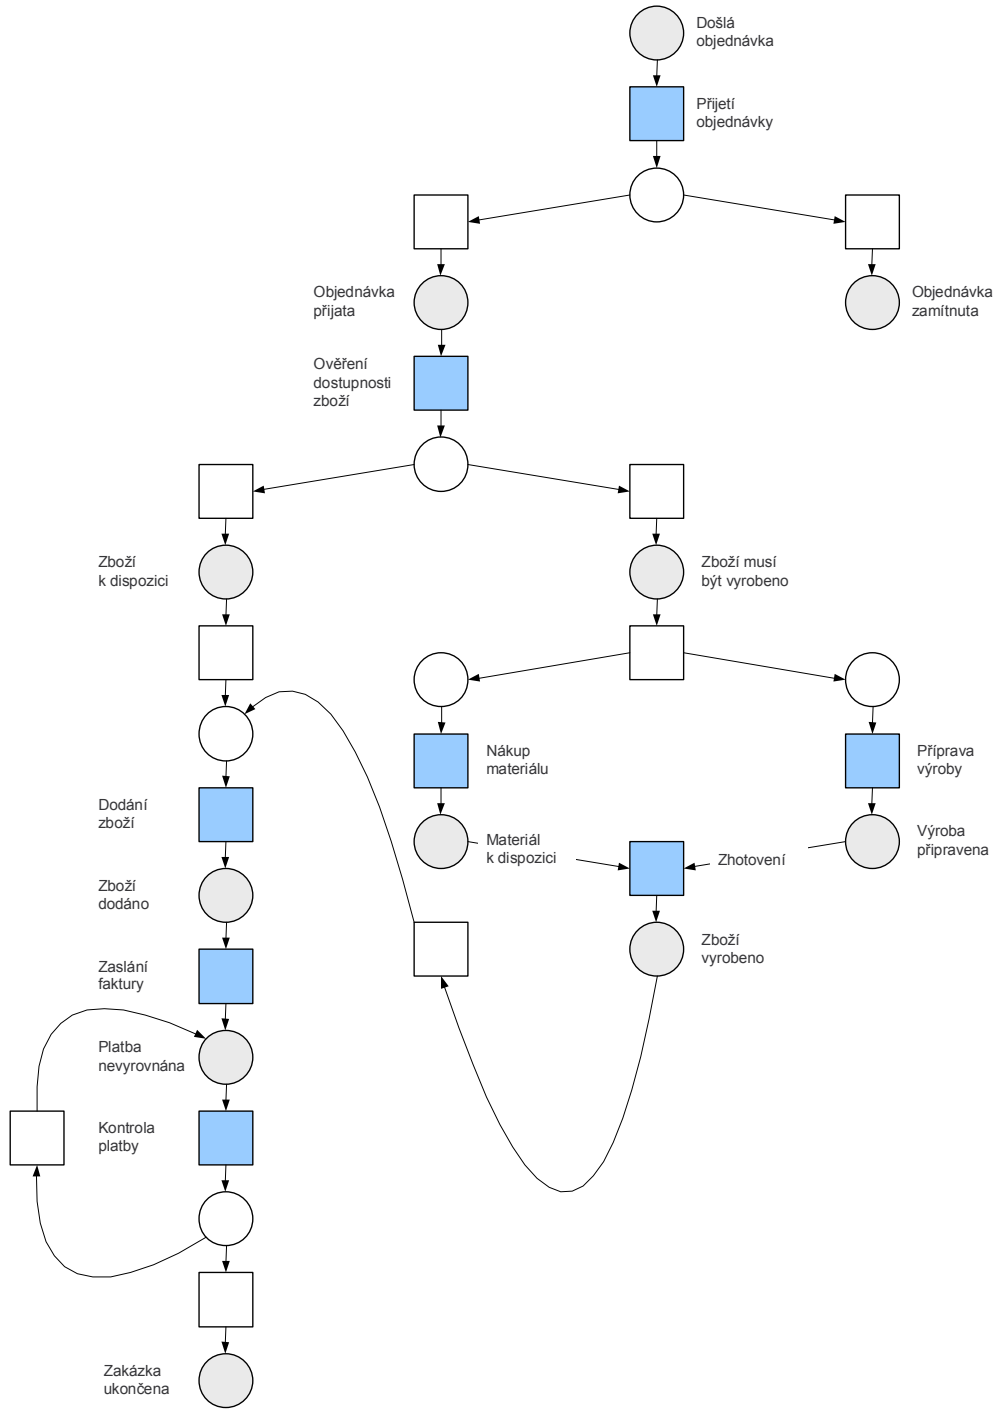 Došlá
objednávka
Přijetí
objednávky
Objednávka
přijata
Objednávka
zamítnuta
Ověření
dostupnosti
zboží
Zboží
k dispozici
Zboží musí
být vyrobeno
Nákup
materiálu
Příprava
výroby
Dodání
zboží
Materiál
k dispozici
Zhotovení
Výroba
připravena
Zboží
dodáno
Zboží
vyrobeno
Zaslání
faktury
Platba
nevyrovnána
Kontrola
platby
Zakázka
ukončena